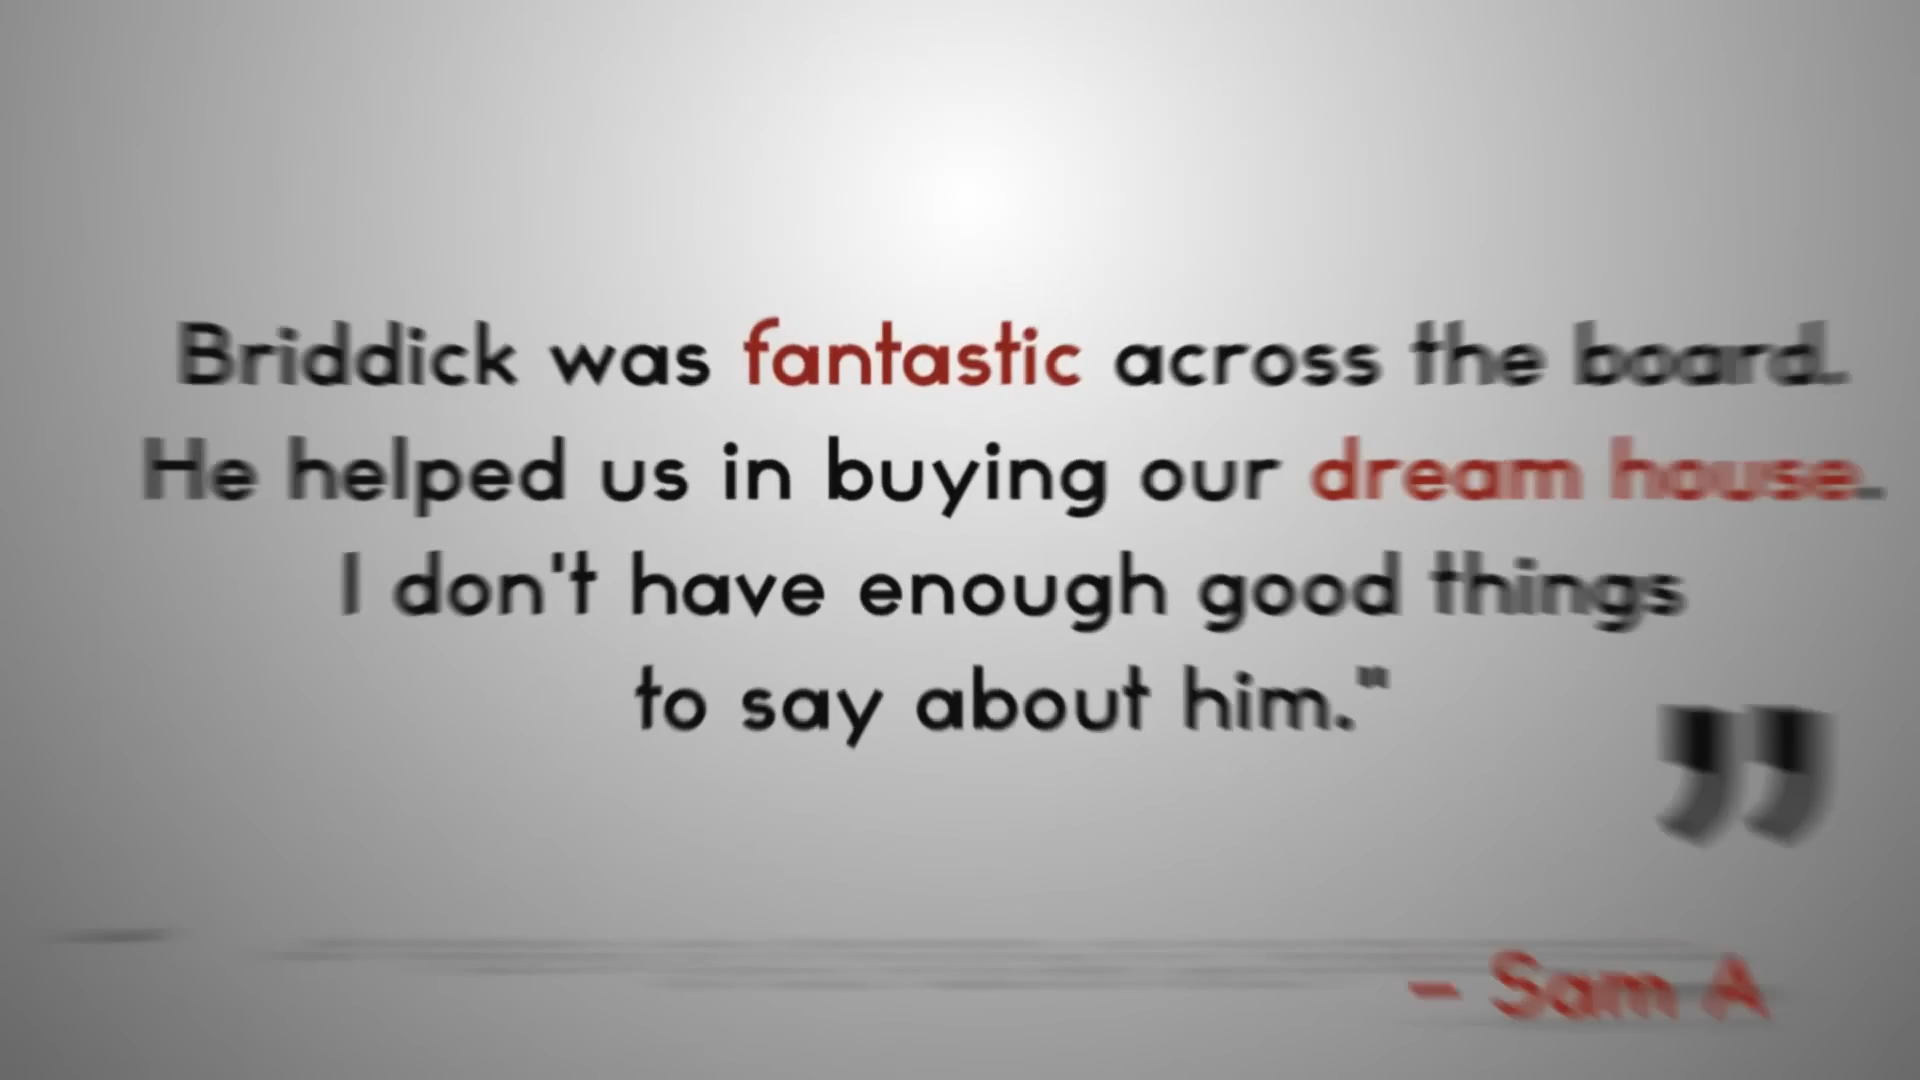 Briddick was fantastic across the board.
He helped us in buying our dream house.
I don't have enough good things
to say about him."
”
- Sam A